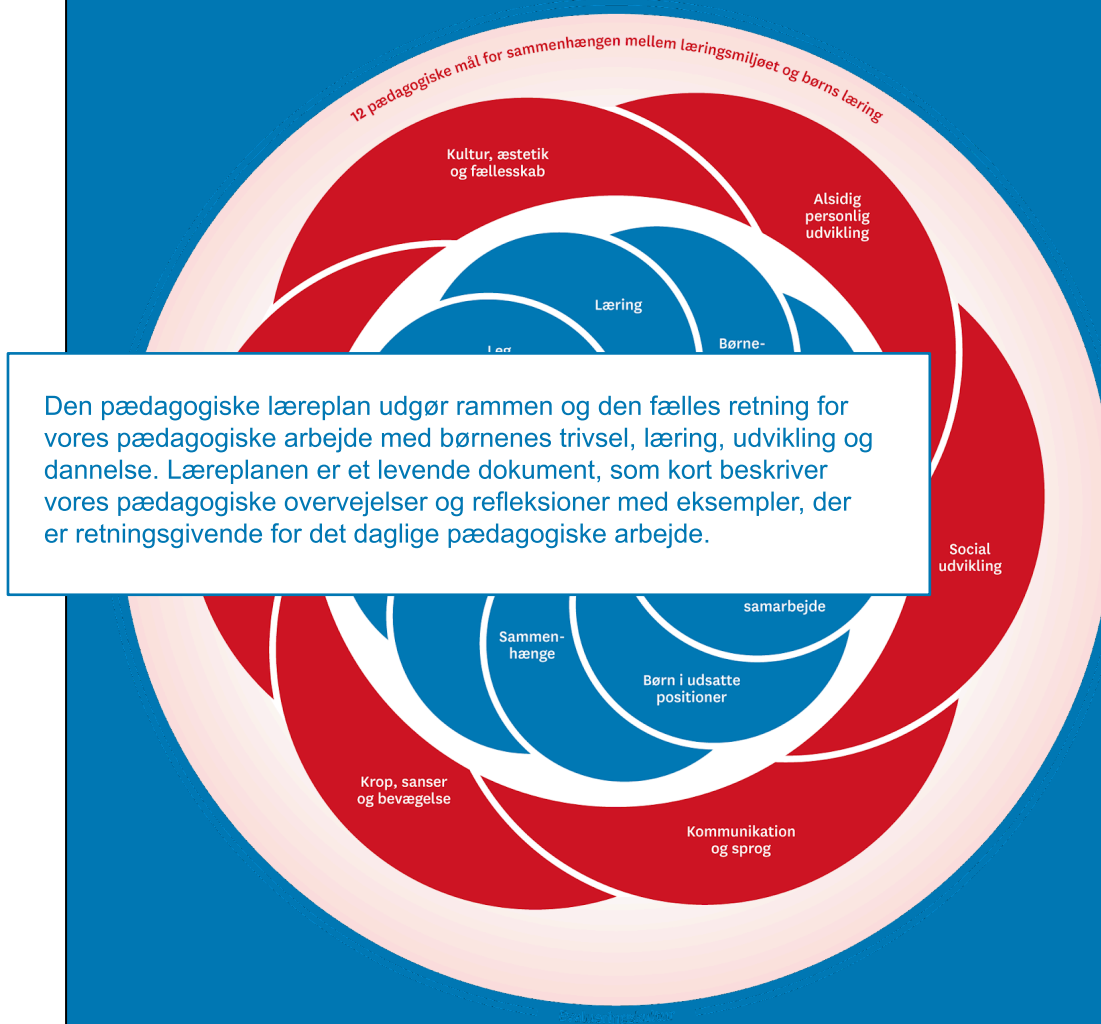 12 pædagogiske mål for sammenhængen mellem læringsmiljøet og børns læring
Kultur, æstetik
og fællesskab
Alsidig
personlig
udvikling
Læring
Børne-
Leg
Den pædagogiske læreplan udgør rammen og den fælles retning for
vores pædagogiske arbejde med børnenes trivsel, læring, udvikling og
dannelse. Læreplanen er et levende dokument, som kort beskriver
vores pædagogiske overvejelser og refleksioner med eksempler, der
er retningsgivende for det daglige pædagogiske arbejde.
Social
udvikling
samarbejde
Sammen-
hænge
Børn i udsatte
positioner
Krop, sanser
og bevægelse
Kommunikation
og sprog